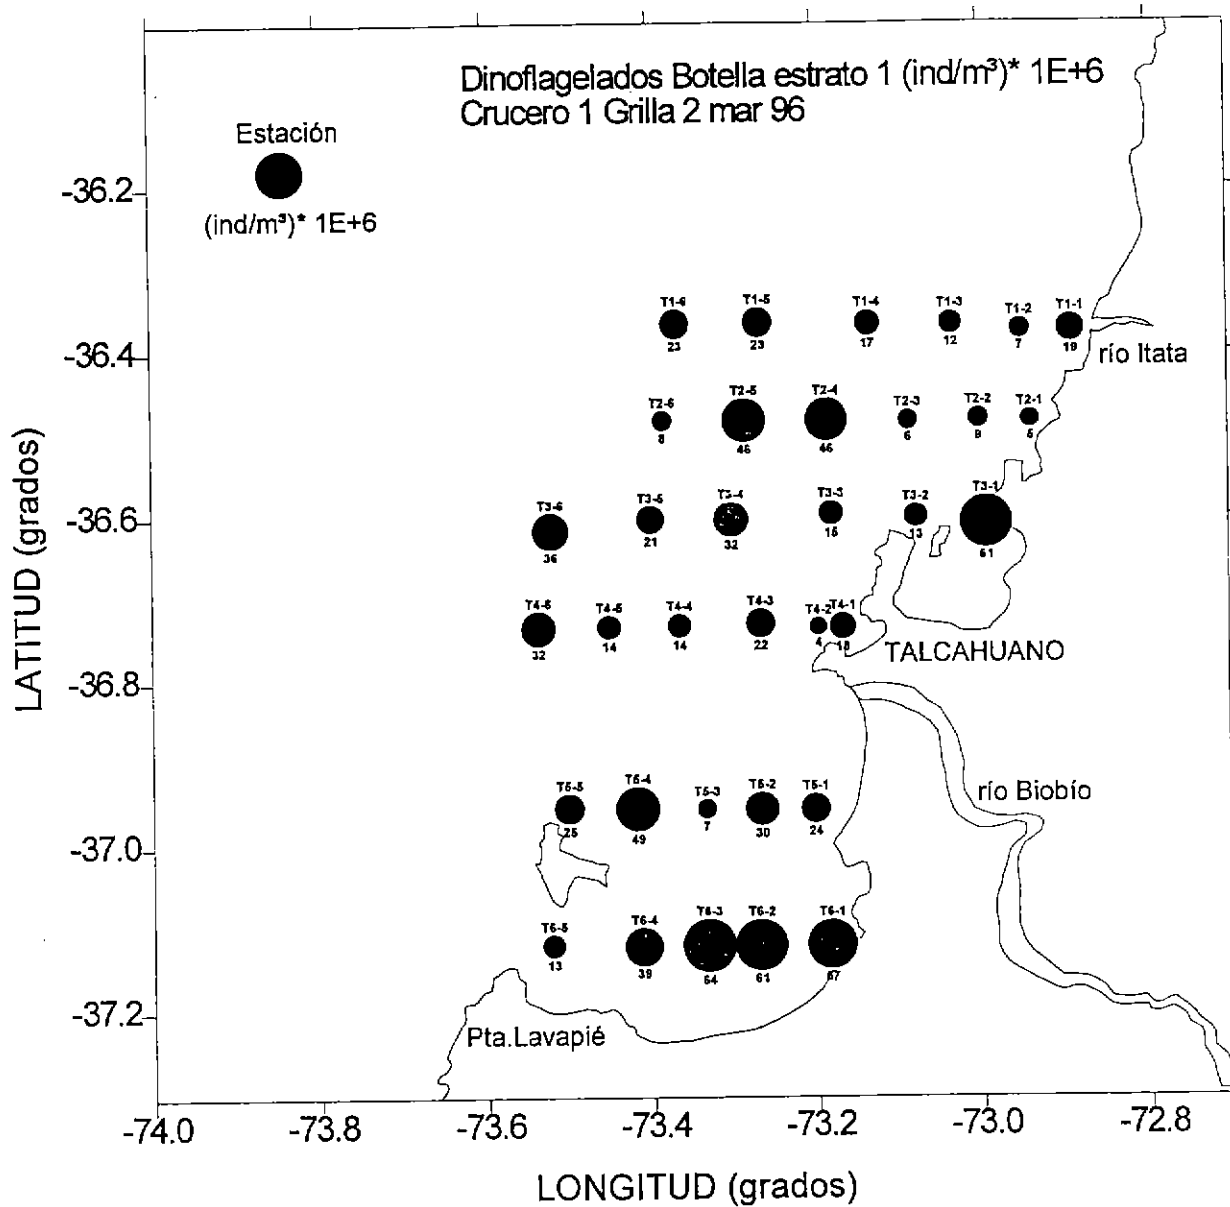 Dinoflagelados Botella estrato 1 (ind/m³)* 1E+6
Crucero 1 Grilla 2 mar 96
Estación
(ind/m³)* 1E+6
-36.2
-36.4
-36.6
-36.8
-37.0
-37.2
LATITUD (grados)
T1-6 T1-5 T1-4 T1-3 T1-2 T1-1
23 23 17 12 7 19
río Itata
T2-6 T2-5 T2-4 T2-3 T2-2 T2-1
8 46 6 5
T3-6 T3-5 T3-4 T3-3 T3-2 T3-1
36 21 32 15 13
T4-6 T4-5 T4-4 T4-3 T4-2 T4-1
32 14 14 22 4 18
TALCAHUANO
T5-5 T5-4 T5-3 T5-2 T5-1
25 49 7 30 24
río Biobío
T6-5 T6-4 T6-3 T6-2 T6-1
13 39 64 61
Pta.Lavapié
-74.0 -73.8 -73.6 -73.4 -73.2 -73.0 -72.8
LONGITUD (grados)